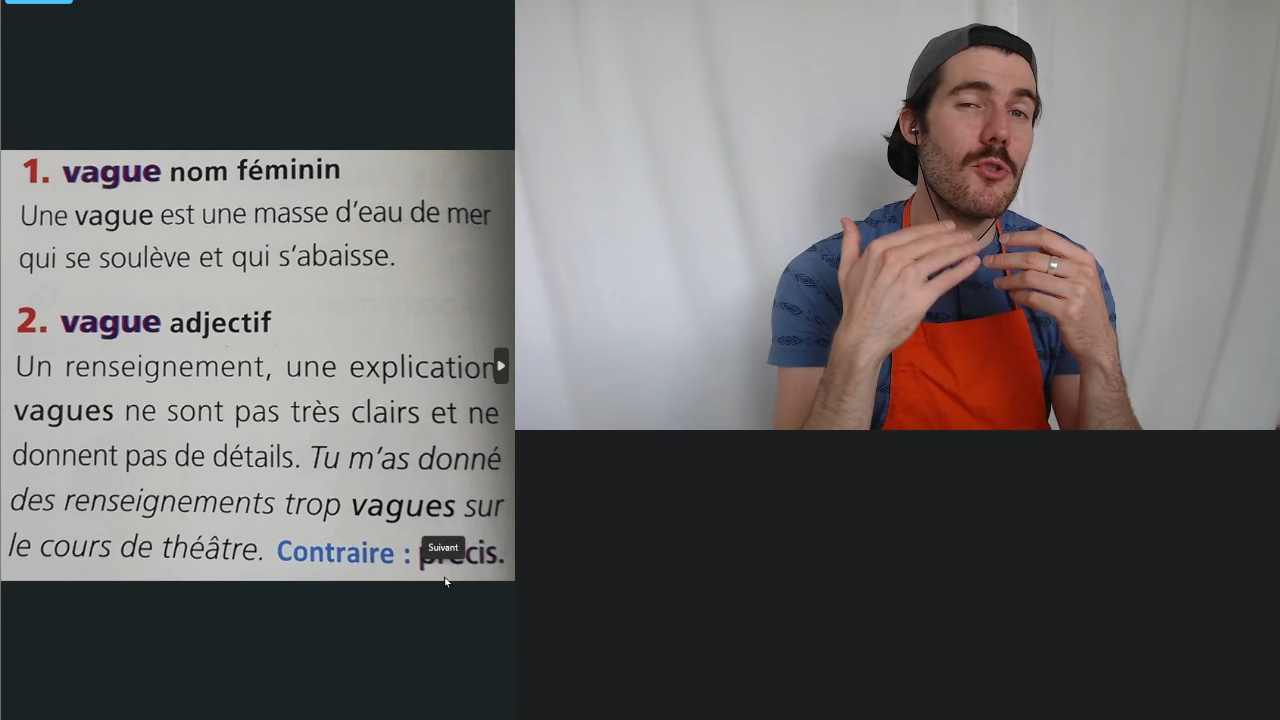 1. vague nom féminin
Une vague est une masse d'eau de mer
qui se soulève et qui s'abaisse.
2. vague adjectif
Un renseignement, une explication
vagues ne sont pas très clairs et ne
donnent pas de détails. Tu m'as donné
des renseignements trop vagues sur
le cours de théâtre. Contraire : précis.
Suivant